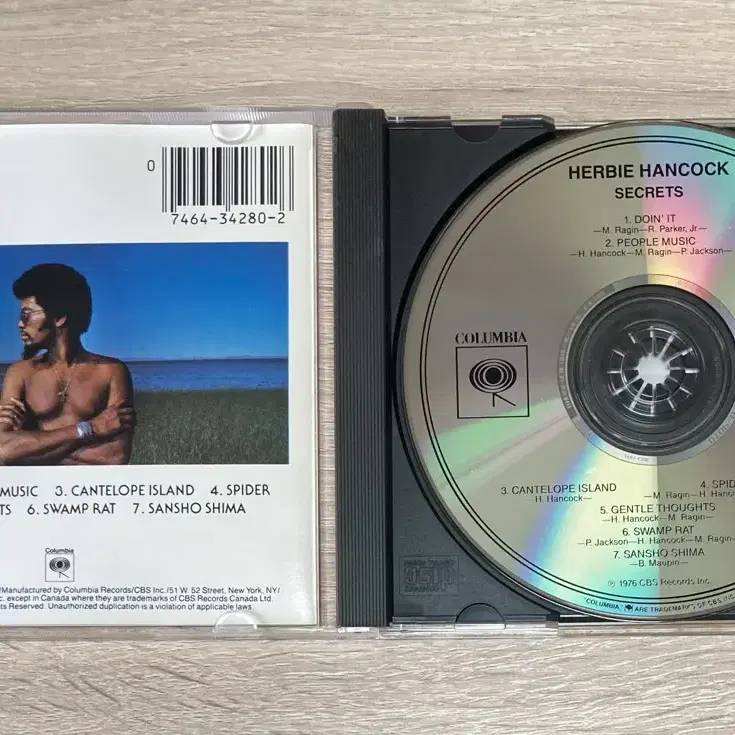 0
7464-34280-2
MUSIC 3. CANTELOPE ISLAND 4. SPIDER
TS 6. SWAMP RAT 7. SANSHO SHIMA
Columbia
/Manufactured by Columbia Records/CBS Inc./51 W. 52 Street, New York, NY/
c. except in Canada where they are trademarks of CBS Records Canada Ltd.
ts Reserved. Unauthorized duplication is a violation of applicable laws.
HERBIE HANCOCK
SECRETS
1. DOIN' IT
—M. Ragin—R. Parker, Jr—
2. PEOPLE MUSIC
—H. Hancock—M. Ragin—P. Jackson—
COLUMBIA
3. CANTELOPE ISLAND
H. Hancock—
4. SPID
—M. Ragin—H. Hanco
5. GENTLE THOUGHTS
—H. Hancock—M. Ragin—
6. SWAMP RAT
—P. Jackson—H. Hancock—M. Ragin—
7. SANSHO SHIMA
—B. Maupin—
℗ 1976 CBS Records Inc.
"COLUMBIA," ARE TRADEMARKS OF CBS INC